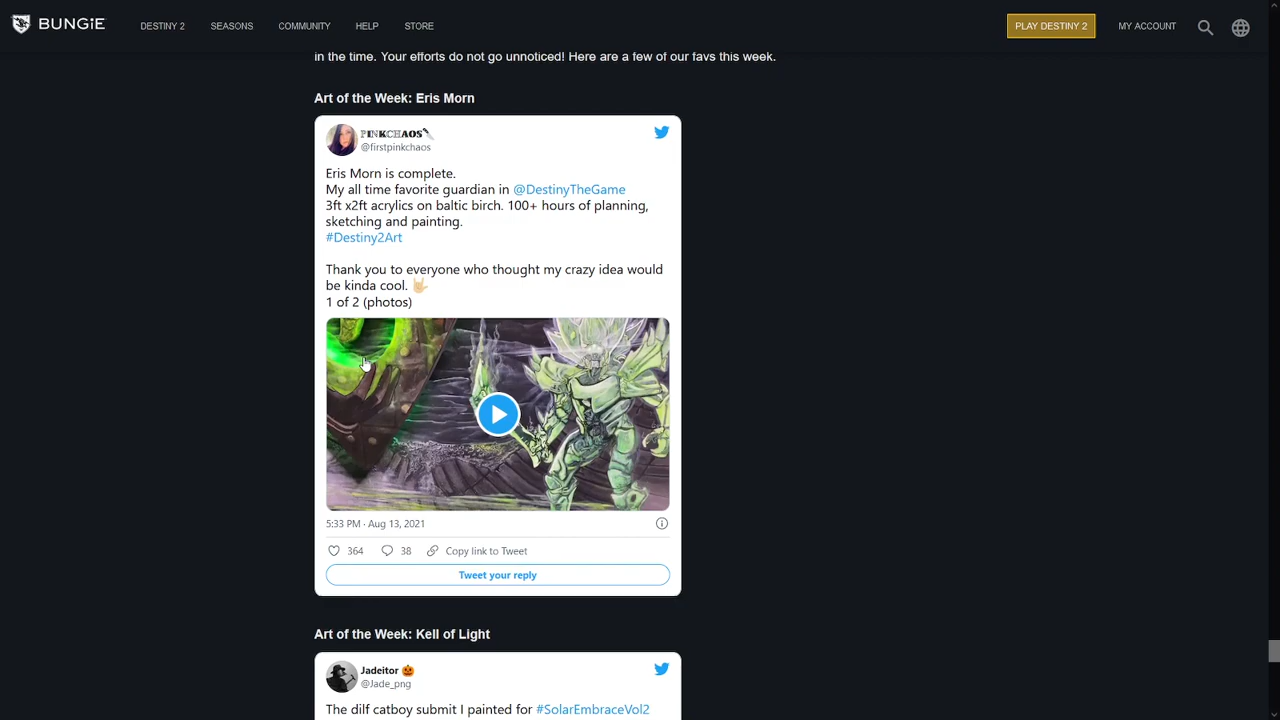 BUNGiE
DESTINY 2
SEASONS
COMMUNITY
HELP
STORE
PLAY DESTINY 2
MY ACCOUNT
in the time. Your efforts do not go unnoticed! Here are a few of our favs this week.
Art of the Week: Eris Morn
PINKCHAOS
@firstpinkchaos
Eris Morn is complete.
My all time favorite guardian in @DestinyTheGame
3ft x2ft acrylics on baltic birch. 100+ hours of planning,
sketching and painting.
#Destiny2Art
Thank you to everyone who thought my crazy idea would
be kinda cool. 🤟🏼
1 of 2 (photos)
5:33 PM · Aug 13, 2021
364
38
Copy link to Tweet
Tweet your reply
Art of the Week: Kell of Light
Jadeitor 🎃
@Jade_png
The dilf catboy submit I painted for #SolarEmbraceVol2